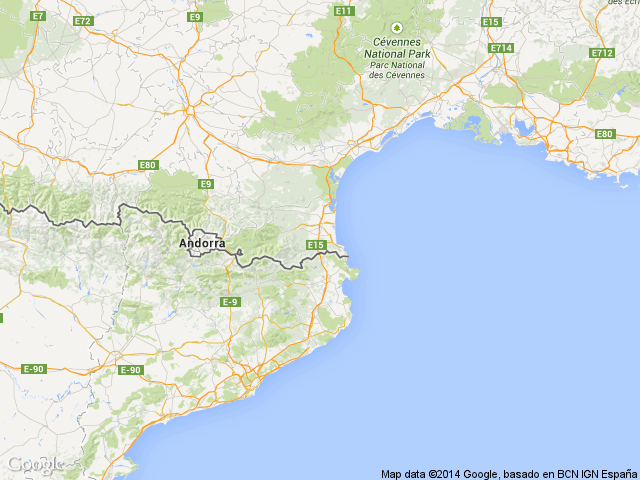 E7
E72
E9
E11
E15
E714
E712
Cévennes
National Park
Parc National
des Cévennes
E80
E80
E9
Andorra
E15
E-9
E-90
E-90
Google
Map data ©2014 Google, basado en BCN IGN España